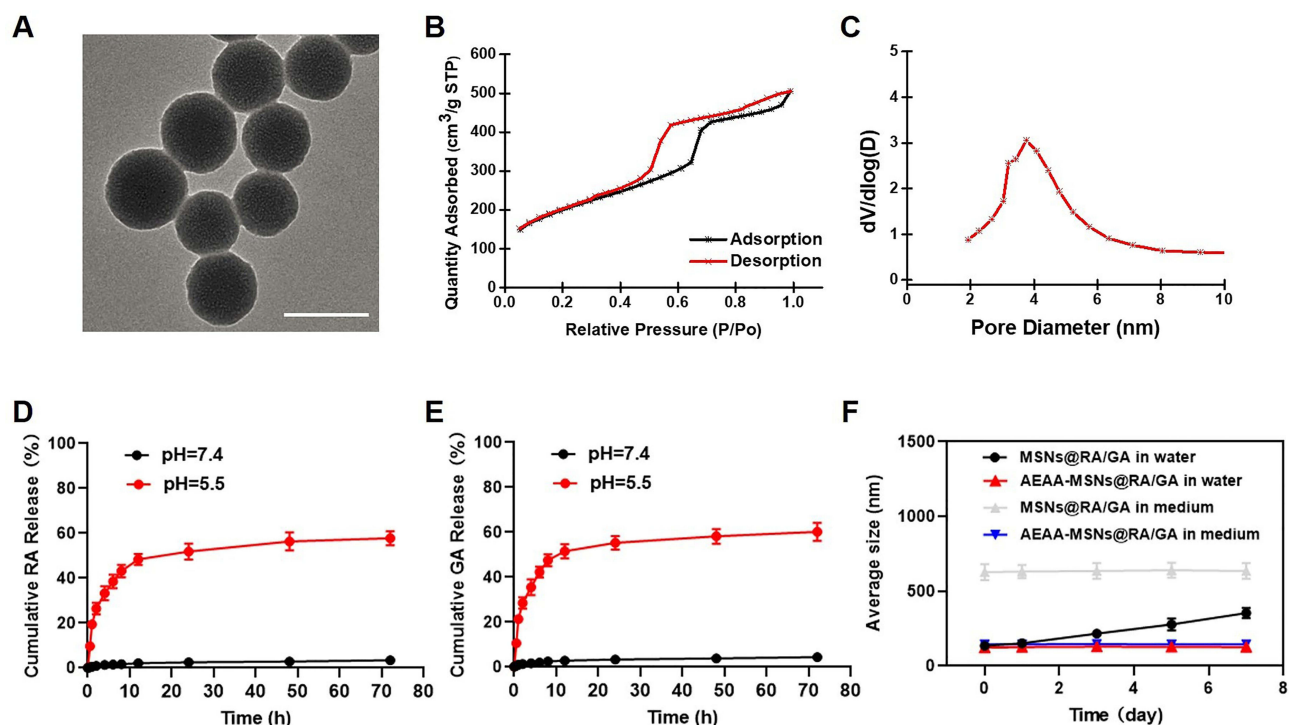 A
B
600
500
400
300
200
100
0
Quantity Adsorbed (cm³/g STP)
Adsorption
Desorption
0.0
0.2
0.4
0.6
0.8
1.0
Relative Pressure (P/Po)
C
5
4
3
2
1
0
dV/dlog(D)
0
2
4
6
8
10
Pore Diameter (nm)
D
100
80
60
40
20
0
Cumulative RA Release (%)
pH=7.4
pH=5.5
0
10
20
30
40
50
60
70
80
Time (h)
E
100
80
60
40
20
0
Cumulative GA Release (%)
pH=7.4
pH=5.5
0
10
20
30
40
50
60
70
80
Time (h)
F
1500
1000
500
0
Average size (nm)
MSNs@RA/GA in water
AEAA-MSNs@RA/GA in water
MSNs@RA/GA in medium
AEAA-MSNs@RA/GA in medium
0
2
4
6
8
Time (day)